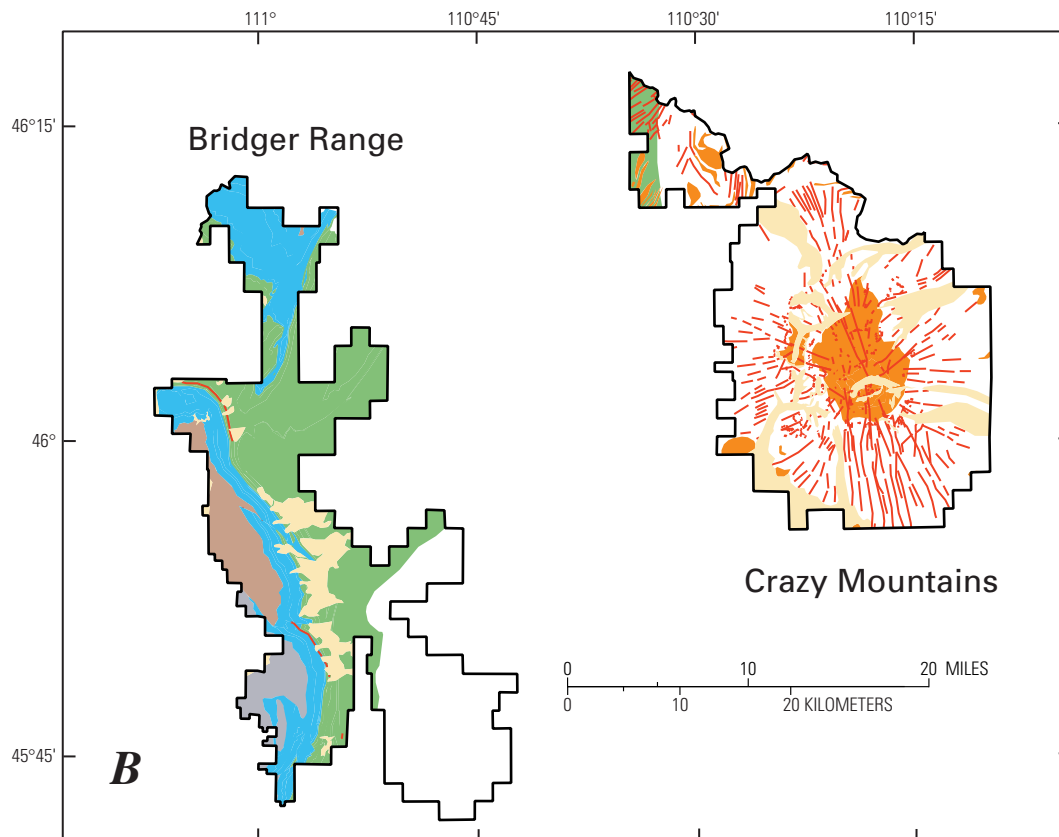 111° 110°45' 110°30' 110°15'
46°15'
Bridger Range
46°
Crazy Mountains
0 10 20 MILES
0 10 20 KILOMETERS
45°45'
B